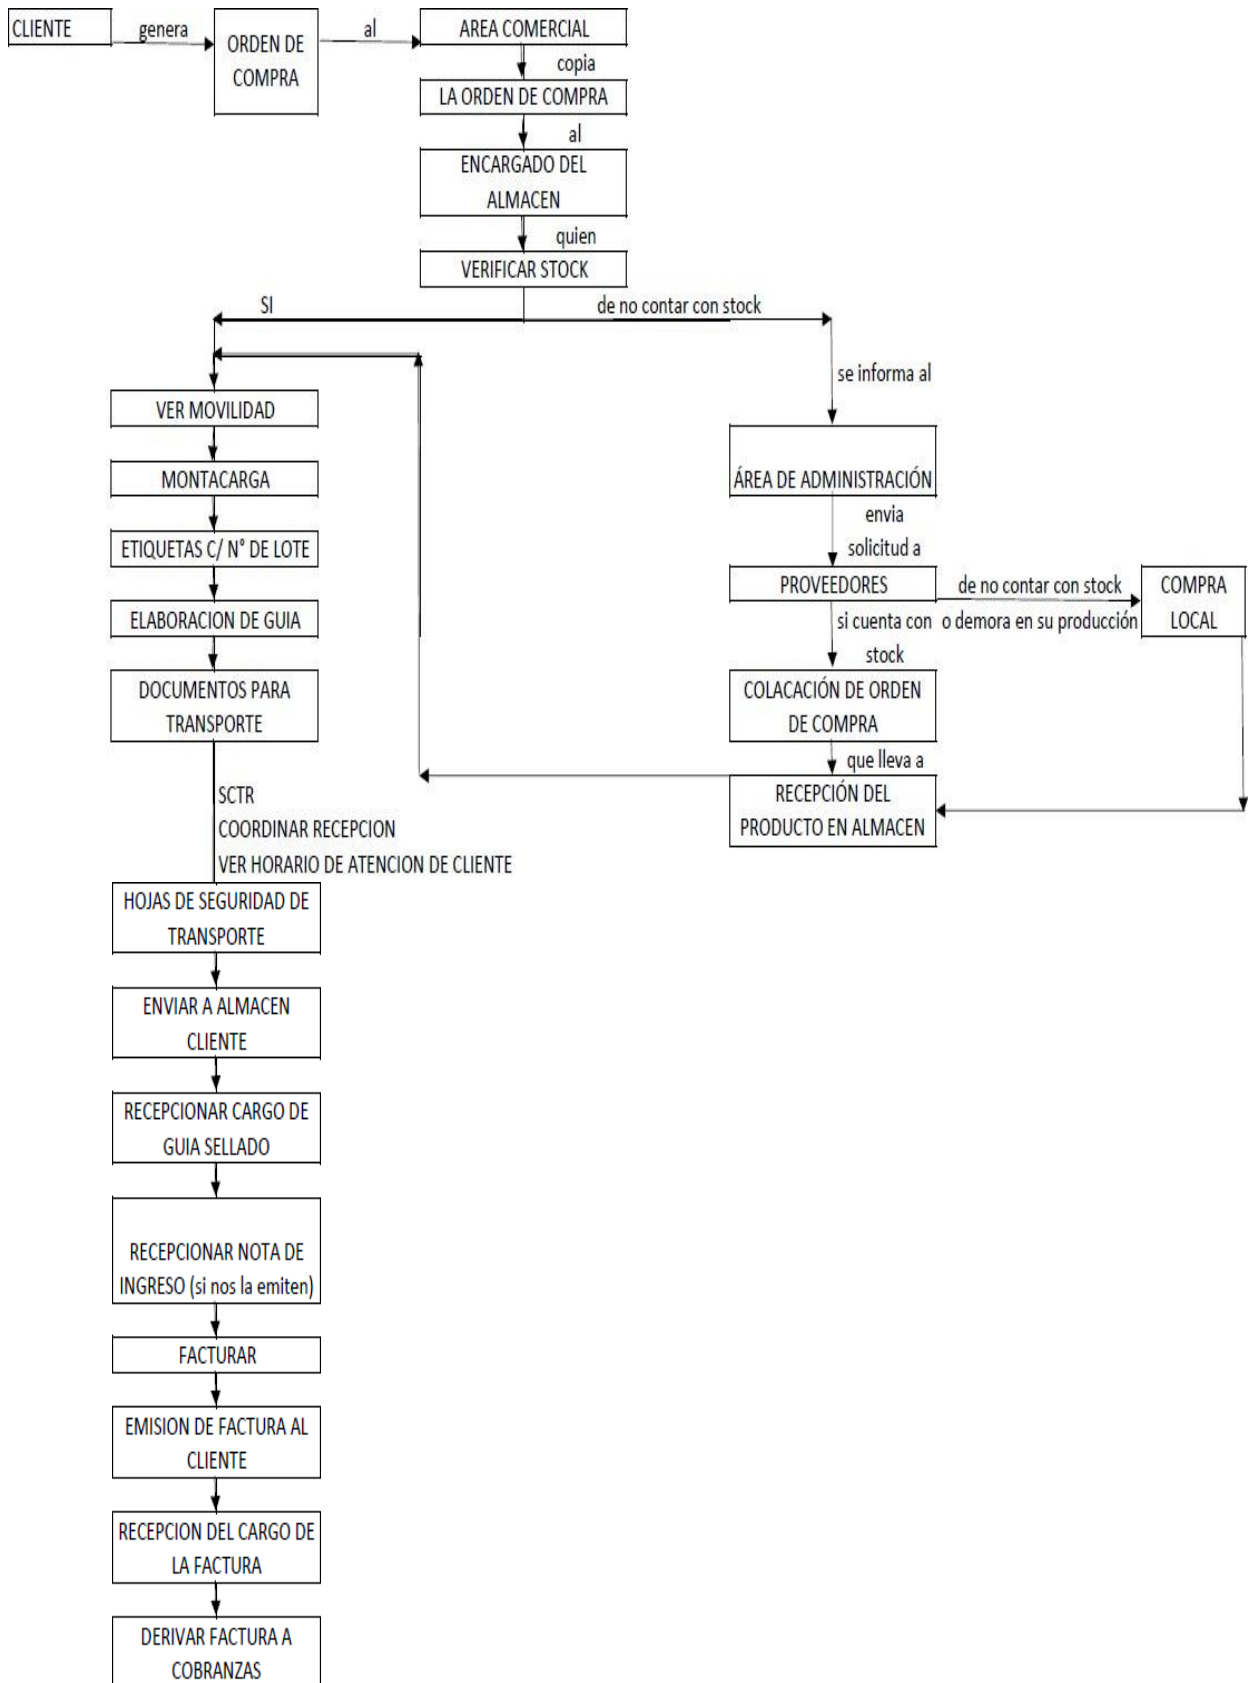 CLIENTE
genera
ORDEN DE
COMPRA
al
AREA COMERCIAL
copia
LA ORDEN DE COMPRA
al
ENCARGADO DEL
ALMACEN
quien
VERIFICAR STOCK
SI
de no contar con stock
se informa al
VER MOVILIDAD
MONTACARGA
ETIQUETAS C/ N° DE LOTE
ELABORACION DE GUIA
DOCUMENTOS PARA
TRANSPORTE
ÁREA DE ADMINISTRACIÓN
envia
solicitud a
PROVEEDORES
de no contar con stock
o demora en su producción
COMPRA
LOCAL
si cuenta con
stock
COLACACIÓN DE ORDEN
DE COMPRA
que lleva a
RECEPCIÓN DEL
PRODUCTO EN ALMACEN
SCTR
COORDINAR RECEPCION
VER HORARIO DE ATENCION DE CLIENTE
HOJAS DE SEGURIDAD DE
TRANSPORTE
ENVIAR A ALMACEN
CLIENTE
RECEPCIONAR CARGO DE
GUIA SELLADO
RECEPCIONAR NOTA DE
INGRESO (si nos la emiten)
FACTURAR
EMISION DE FACTURA AL
CLIENTE
RECEPCION DEL CARGO DE
LA FACTURA
DERIVAR FACTURA A
COBRANZAS